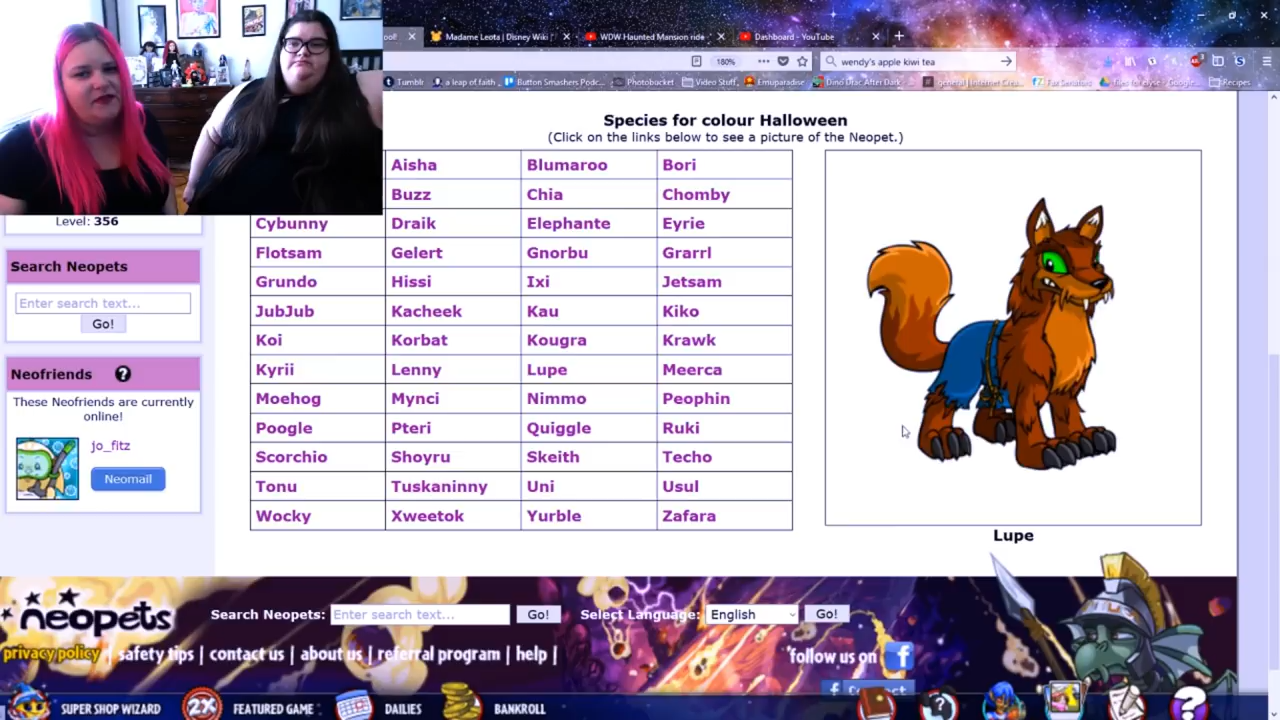 Madame Leota | Disney Wiki
WDW Haunted Mansion ride
Dashboard - YouTube
180%
wendy's apple kiwi tea
Tumblr
a leap of faith
Button Smashers Podc...
Photobucket
Video Stuff
Emuparadise
Dino Drac After Dark
Recipes
Species for colour Halloween
(Click on the links below to see a picture of the Neopet.)
Aisha Blumaroo Bori
Buzz Chia Chomby
Cybunny Draik Elephante Eyrie
Flotsam Gelert Gnorbu Grarrl
Grundo Hissi Ixi Jetsam
JubJub Kacheek Kau Kiko
Koi Korbat Kougra Krawk
Kyrii Lenny Lupe Meerca
Moehog Mynci Nimmo Peophin
Poogle Pteri Quiggle Ruki
Scorchio Shoyru Skeith Techo
Tonu Tuskaninny Uni Usul
Wocky Xweetok Yurble Zafara
Lupe
Level: 356
Search Neopets
Enter search text...
Go!
Neofriends ?
These Neofriends are currently
online!
jo_fitz
Neomail
neopets
Search Neopets: Enter search text... Go! Select Language: English Go!
privacy policy | safety tips | contact us | about us | referral program | help |
follow us on f
f Connect
SUPER SHOP WIZARD 2X FEATURED GAME DAILIES BANKROLL